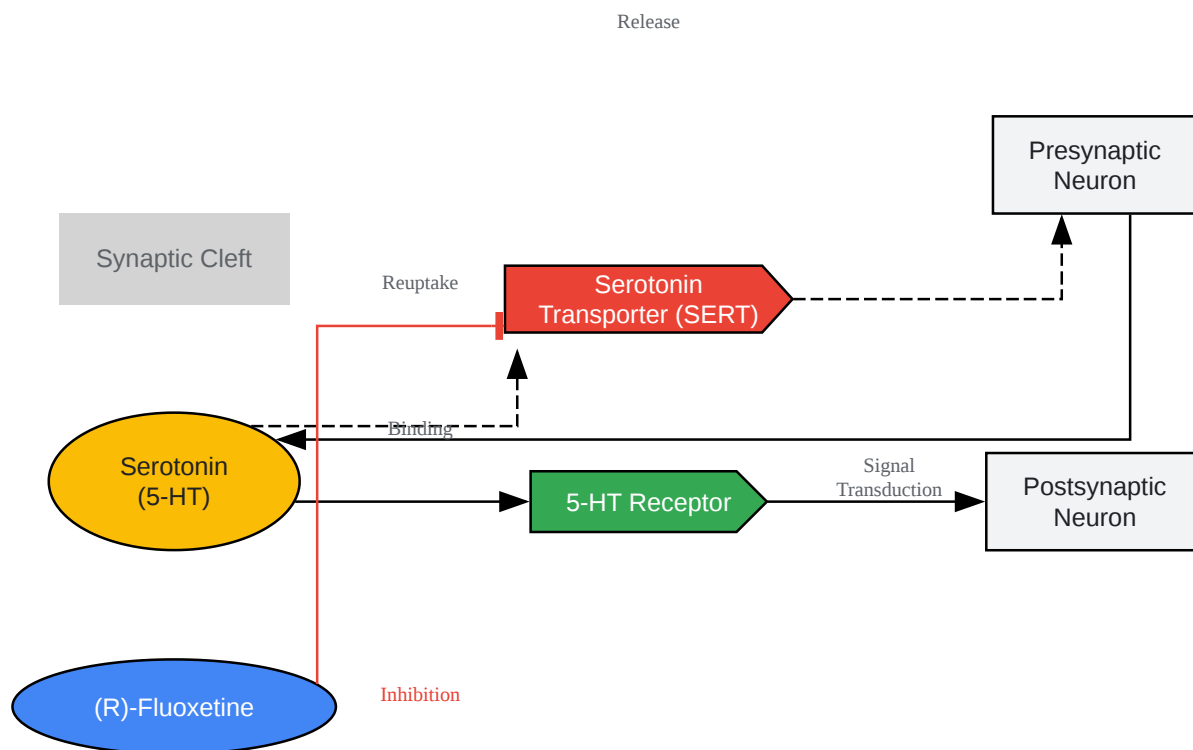 Release
Presynaptic
Neuron
Synaptic Cleft
Reuptake
Serotonin
Transporter (SERT)
Binding
Serotonin
(5-HT)
5-HT Receptor
Signal
Transduction
Postsynaptic
Neuron
(R)-Fluoxetine
Inhibition